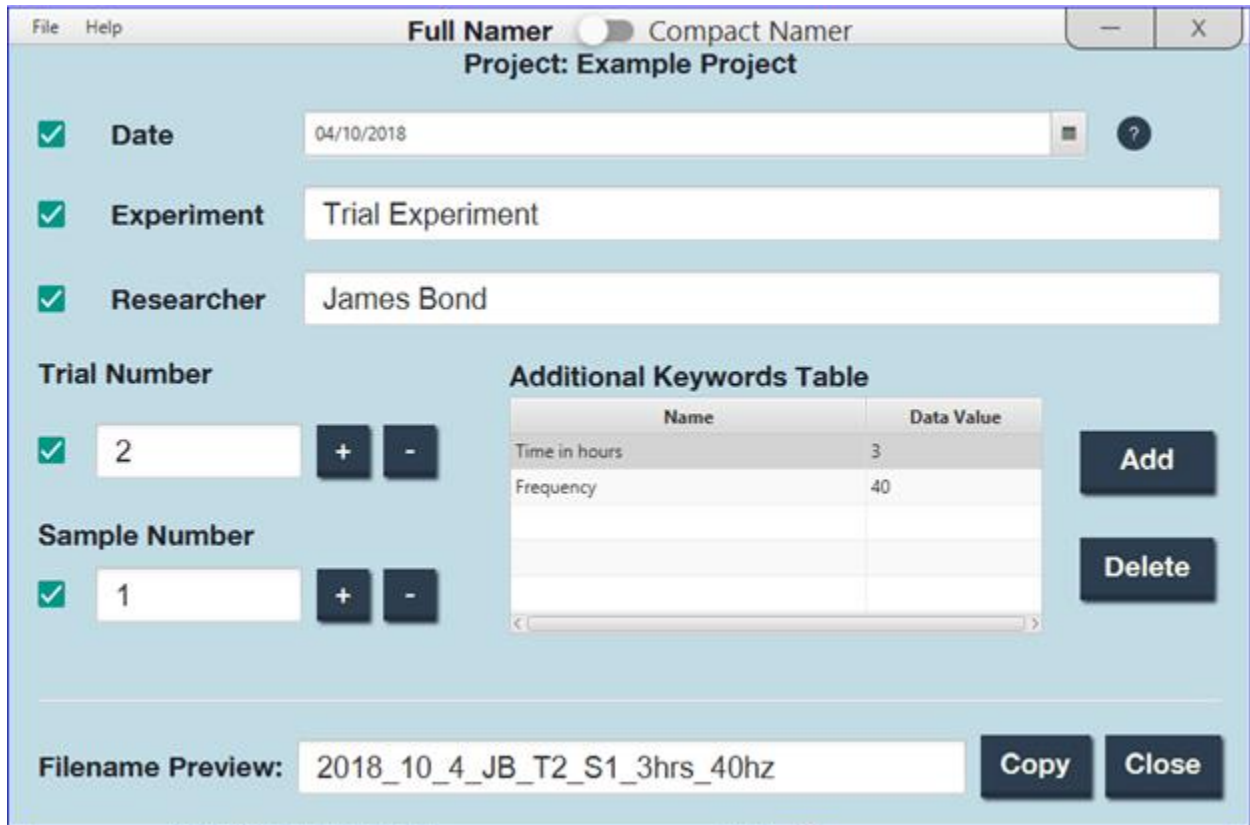 File Help Full Namer Compact Namer — X
Project: Example Project
Date 04/10/2018 ?
Experiment Trial Experiment
Researcher James Bond
Trial Number
2 + -
Sample Number
1 + -
Additional Keywords Table
Name Data Value
Time in hours 3
Frequency 40
Add
Delete
Filename Preview: 2018_10_4_JB_T2_S1_3hrs_40hz Copy Close